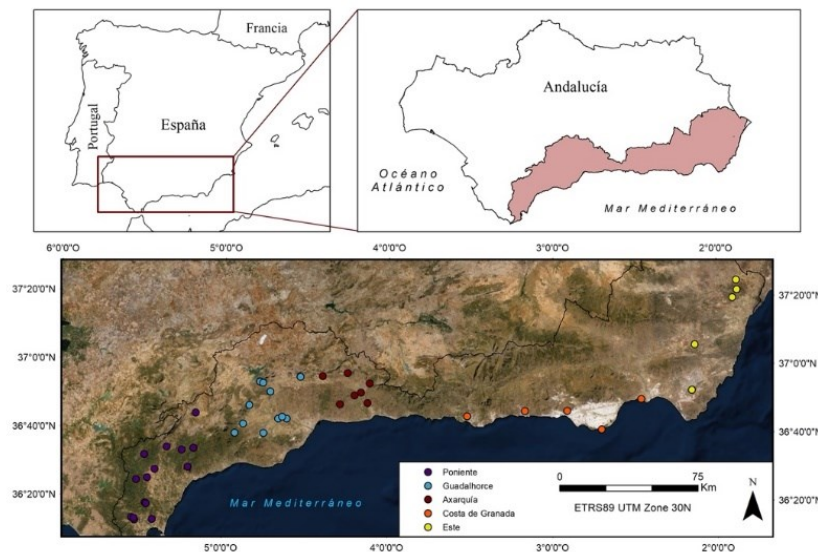 Francia
Portugal
España
Andalucía
Océano
Atlántico
Mar Mediterráneo
6°0'0"O 5°0'0"O 4°0'0"O 3°0'0"O 2°0'0"O
37°20'0"N 37°20'0"N
37°0'0"N 37°0'0"N
36°40'0"N 36°40'0"N
36°20'0"N 36°20'0"N
Mar Mediterráneo
Poniente
Guadalhorce
Axarquía
Costa de Granada
Este
0 75
Km
ETRS89 UTM Zone 30N
N
5°0'0"O 4°0'0"O 3°0'0"O 2°0'0"O